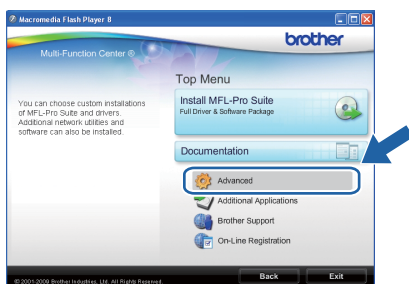 Macromedia Flash Player 8
brother
Multi-Function Center ®
Top Menu
You can choose custom installations
of MFL-Pro Suite and drivers.
Additional network utilities and
software can also be installed.
Install MFL-Pro Suite
Full Driver & Software Package
Documentation
Advanced
Additional Applications
Brother Support
On-Line Registration
© 2001-2009 Brother Industries, Ltd. All Rights Reserved.
Back
Exit